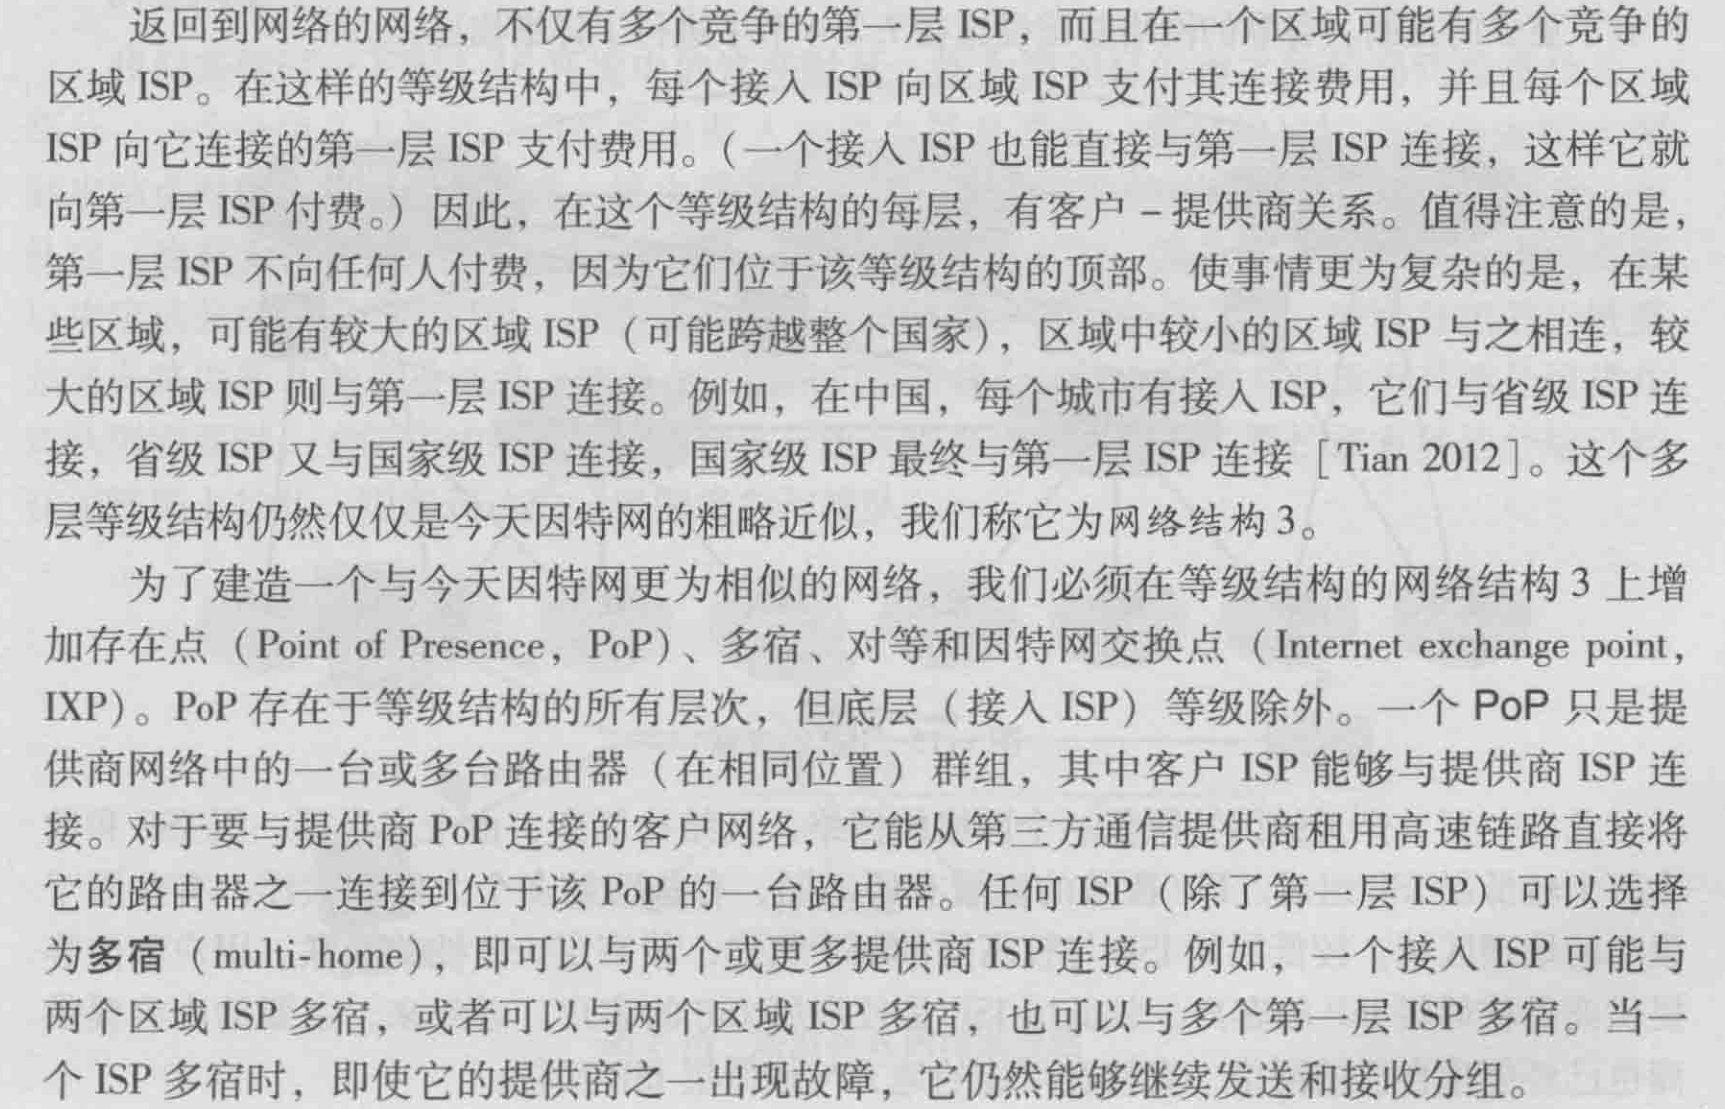 返回到网络的网络，不仅有多个竞争的第一层 ISP，而且在一个区域可能有多个竞争的
区域 ISP。在这样的等级结构中，每个接入 ISP 向区域 ISP 支付其连接费用，并且每个区域
ISP 向它连接的第一层 ISP 支付费用。（一个接入 ISP 也能直接与第一层 ISP 连接，这样它就
向第一层 ISP 付费。）因此，在这个等级结构的每层，有客户 – 提供商关系。值得注意的是，
第一层 ISP 不向任何人付费，因为它们位于该等级结构的顶部。使事情更为复杂的是，在某
些区域，可能有较大的区域 ISP（可能跨越整个国家），区域中较小的区域 ISP 与之相连，较
大的区域 ISP 则与第一层 ISP 连接。例如，在中国，每个城市有接入 ISP，它们与省级 ISP 连
接，省级 ISP 又与国家级 ISP 连接，国家级 ISP 最终与第一层 ISP 连接［Tian 2012］。这个多
层等级结构仍然仅仅是今天因特网的粗略近似，我们称它为网络结构 3。
为了建造一个与今天因特网更为相似的网络，我们必须在等级结构的网络结构 3 上增
加存在点（Point of Presence，PoP）、多宿、对等和因特网交换点（Internet exchange point，
IXP）。PoP 存在于等级结构的所有层次，但底层（接入 ISP）等级除外。一个 PoP 只是提
供商网络中的一台或多台路由器（在相同位置）群组，其中客户 ISP 能够与提供商 ISP 连
接。对于要与提供商 PoP 连接的客户网络，它能从第三方通信提供商租用高速链路直接将
它的路由器之一连接到位于该 PoP 的一台路由器。任何 ISP（除了第一层 ISP）可以选择
为多宿（multi-home），即可以与两个或更多提供商 ISP 连接。例如，一个接入 ISP 可能与
两个区域 ISP 多宿，或者可以与两个区域 ISP 多宿，也可以与多个第一层 ISP 多宿。当一
个 ISP 多宿时，即使它的提供商之一出现故障，它仍然能够继续发送和接收分组。